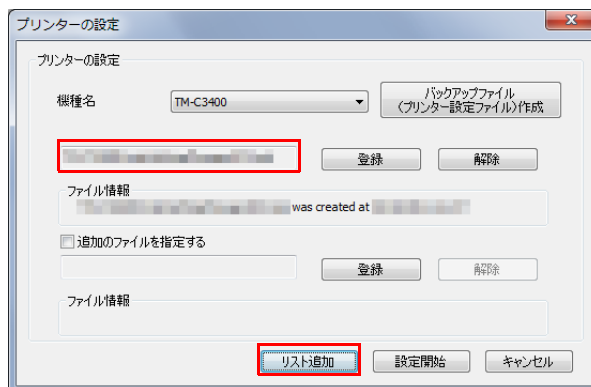 プリンターの設定
プリンターの設定
機種名
TM-C3400
バックアップファイル
(プリンター設定ファイル)作成
登録
解除
ファイル情報
was created at
追加のファイルを指定する
登録
解除
ファイル情報
リスト追加
設定開始
キャンセル